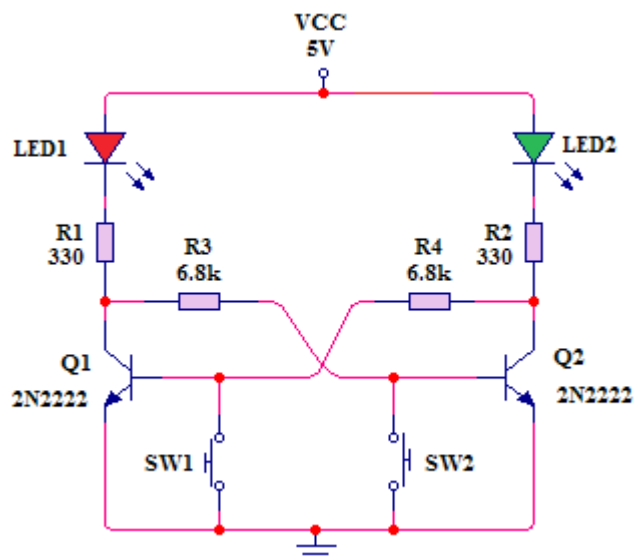 VCC
5V
LED1
LED2
R1
330
R3
6.8k
R4
6.8k
R2
330
Q1
2N2222
Q2
2N2222
SW1
SW2